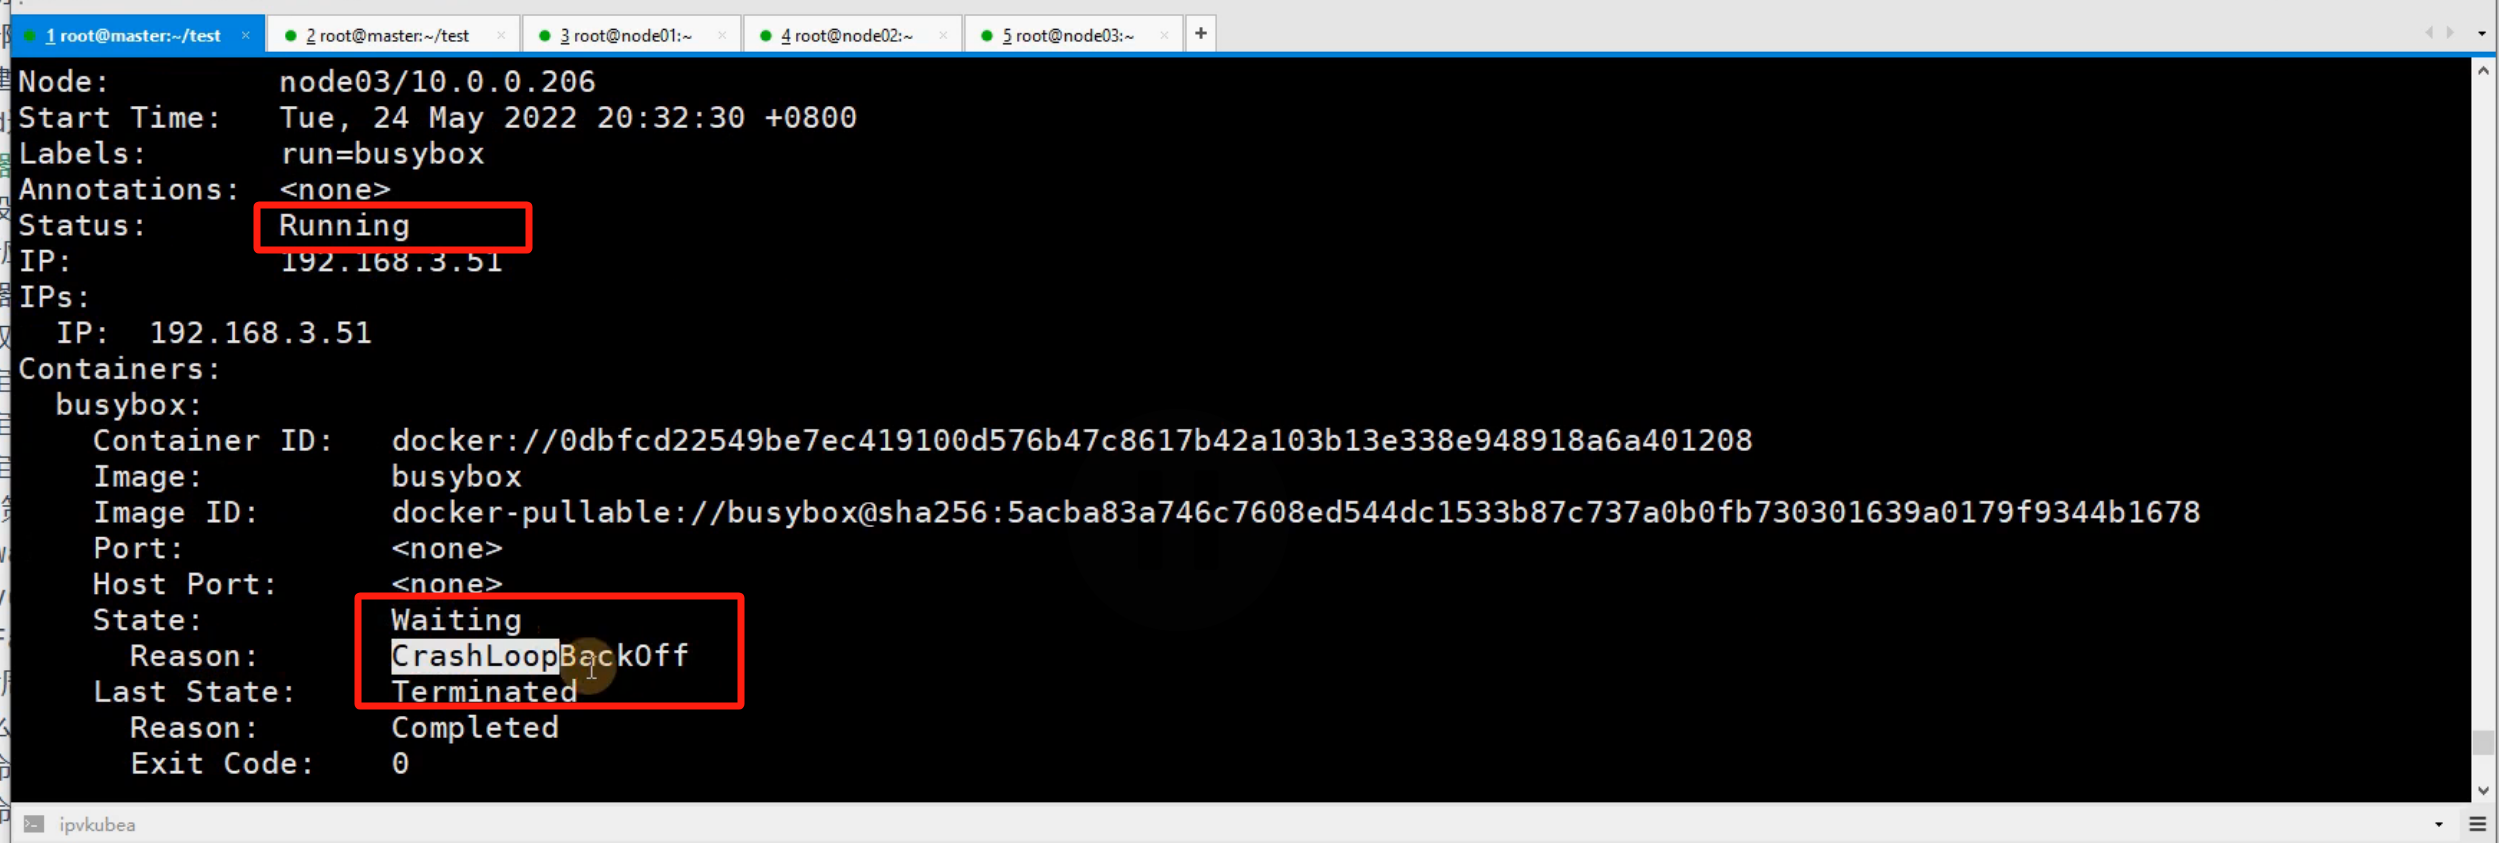 1 root@master:~/test × 2 root@master:~/test × 3 root@node01:~ × 4 root@node02:~ × 5 root@node03:~ × +
Node: node03/10.0.0.206
Start Time: Tue, 24 May 2022 20:32:30 +0800
Labels: run=busybox
Annotations: <none>
Status: Running
IP: 192.168.3.51
IPs:
IP: 192.168.3.51
Containers:
busybox:
Container ID: docker://0dbfcd22549be7ec419100d576b47c8617b42a103b13e338e948918a6a401208
Image: busybox
Image ID: docker-pullable://busybox@sha256:5acba83a746c7608ed544dc1533b87c737a0b0fb730301639a0179f9344b1678
Port: <none>
Host Port: <none>
State: Waiting
Reason: CrashLoopBackOff
Last State: Terminated
Reason: Completed
Exit Code: 0
ipvkubea